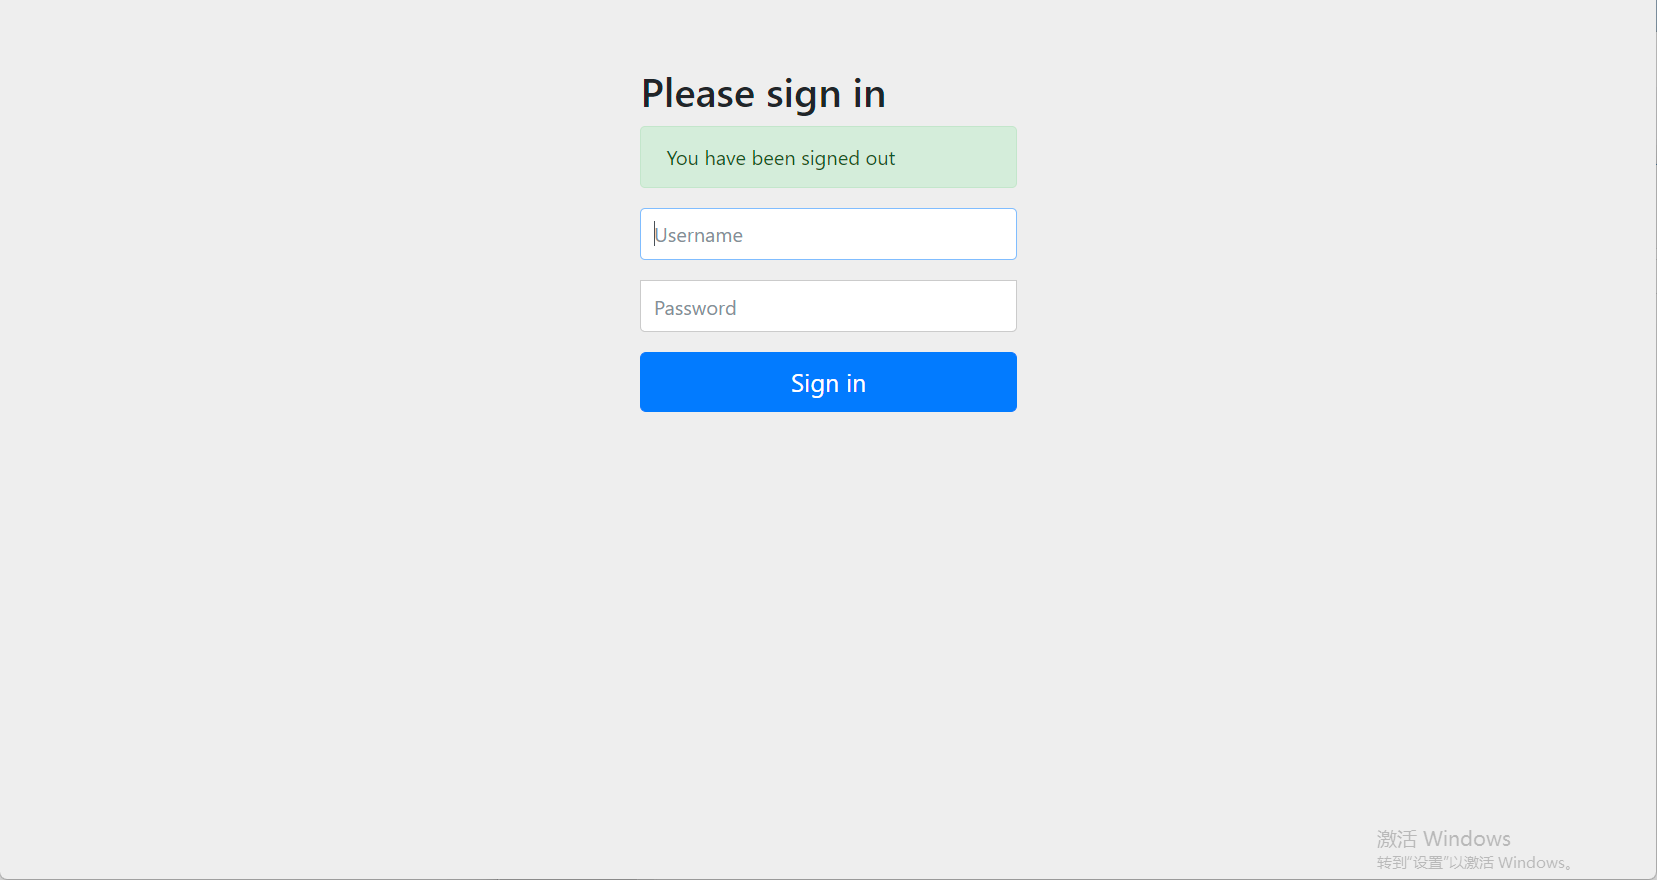 Please sign in
You have been signed out
Username
Password
Sign in
激活 Windows
转到“设置”以激活 Windows。